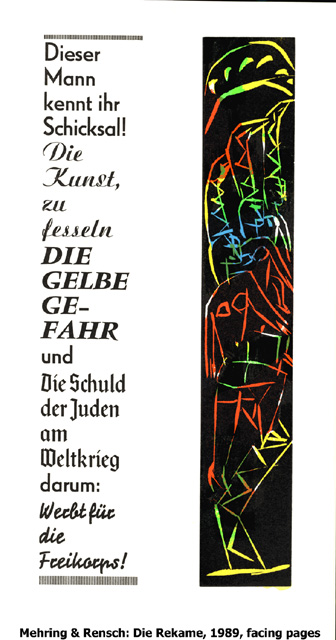 Dieser
Mann
kennt ihr
Schicksal!
Die
Kunst,
zu
fesseln
DIE
GELBE
GE-
FAHR
und
Die Schuld
der Juden
am
Weltkrieg
darum:
Werbt für
die
Freikorps!
Mehring & Rensch: Die Rekame, 1989, facing pages